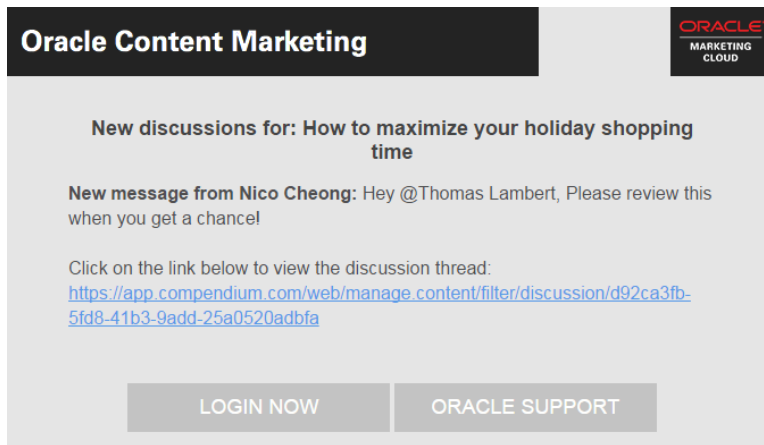 Oracle Content Marketing
ORACLE
MARKETING
CLOUD
New discussions for: How to maximize your holiday shopping
time
New message from Nico Cheong: Hey @Thomas Lambert, Please review this
when you get a chance!
Click on the link below to view the discussion thread:
https://app.compendium.com/web/manage.content/filter/discussion/d92ca3fb-
5fd8-41b3-9add-25a0520adbfa
LOGIN NOW
ORACLE SUPPORT